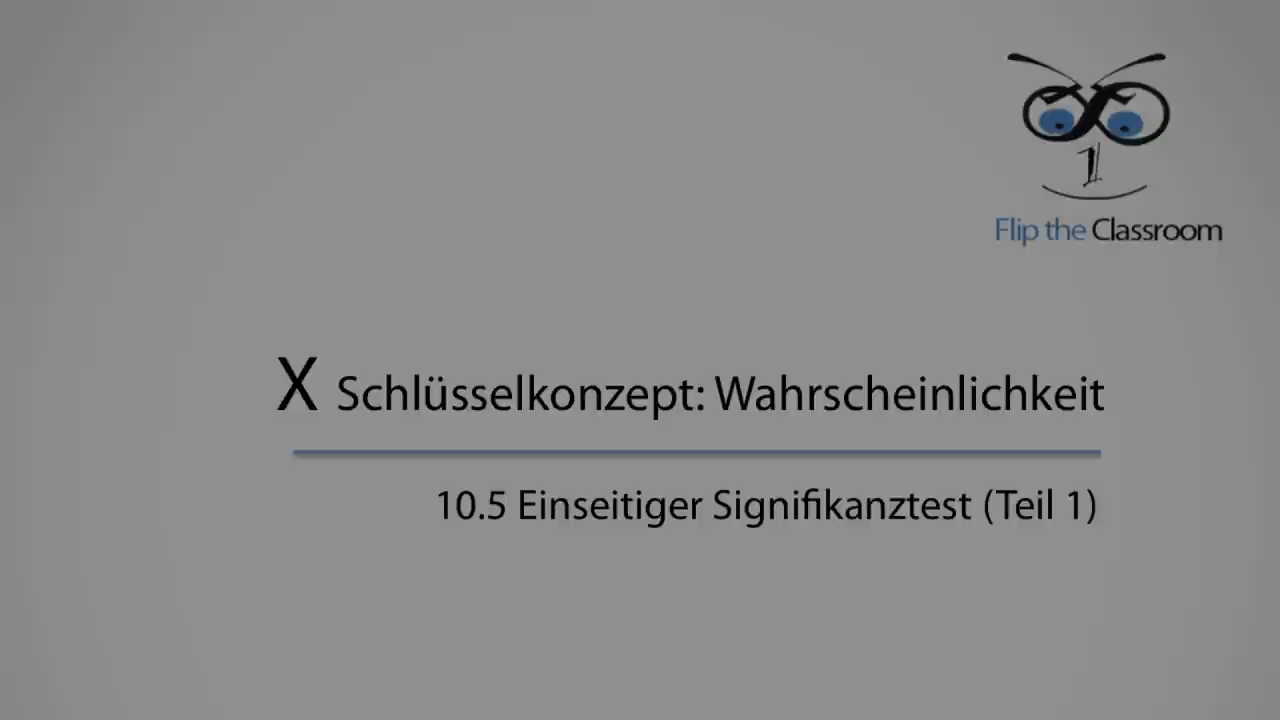 Flip the Classroom
X Schlüsselkonzept: Wahrscheinlichkeit
10.5 Einseitiger Signifikanztest (Teil 1)